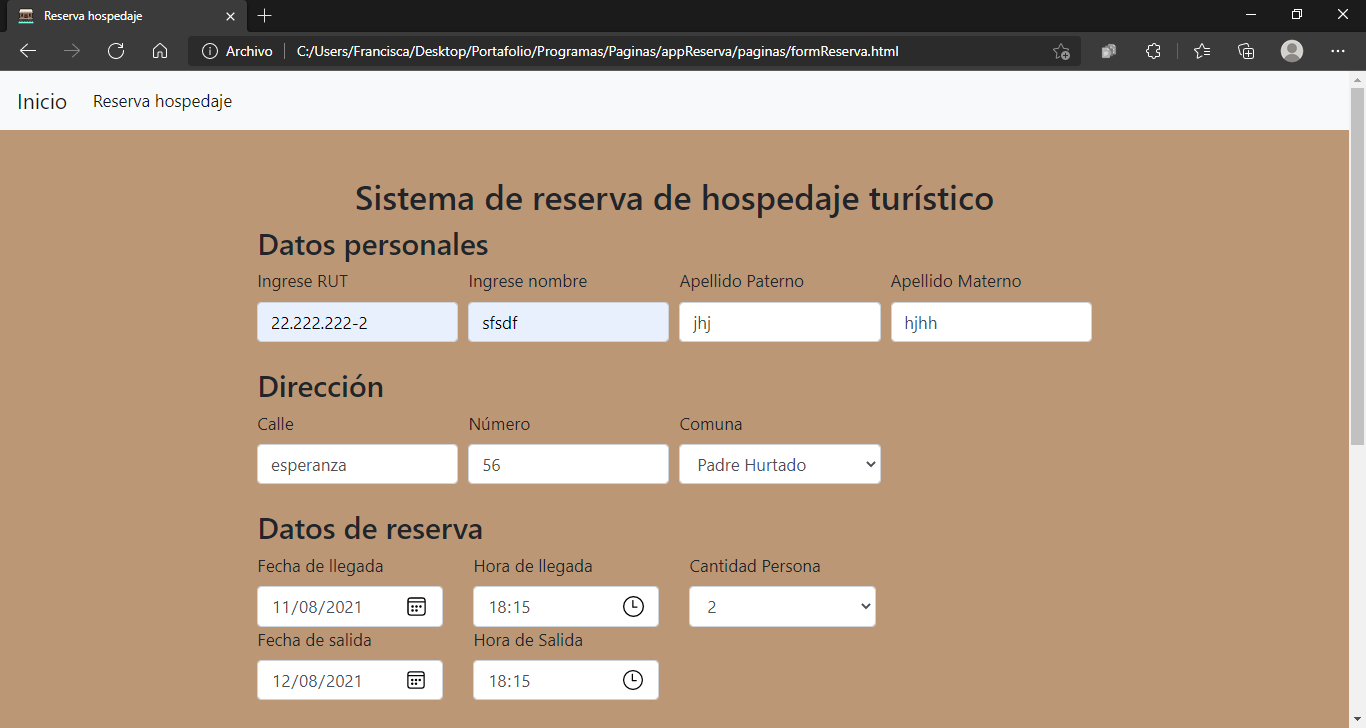 Reserva hospedaje
Archivo C:/Users/Francisca/Desktop/Portafolio/Programas/Paginas/appReserva/paginas/formReserva.html
Inicio Reserva hospedaje
Sistema de reserva de hospedaje turístico
Datos personales
Ingrese RUT Ingrese nombre Apellido Paterno Apellido Materno
22.222.222-2 sfsdf jhj hjhh
Dirección
Calle Número Comuna
esperanza 56 Padre Hurtado
Datos de reserva
Fecha de llegada Hora de llegada Cantidad Persona
11/08/2021 18:15 2
Fecha de salida Hora de Salida
12/08/2021 18:15